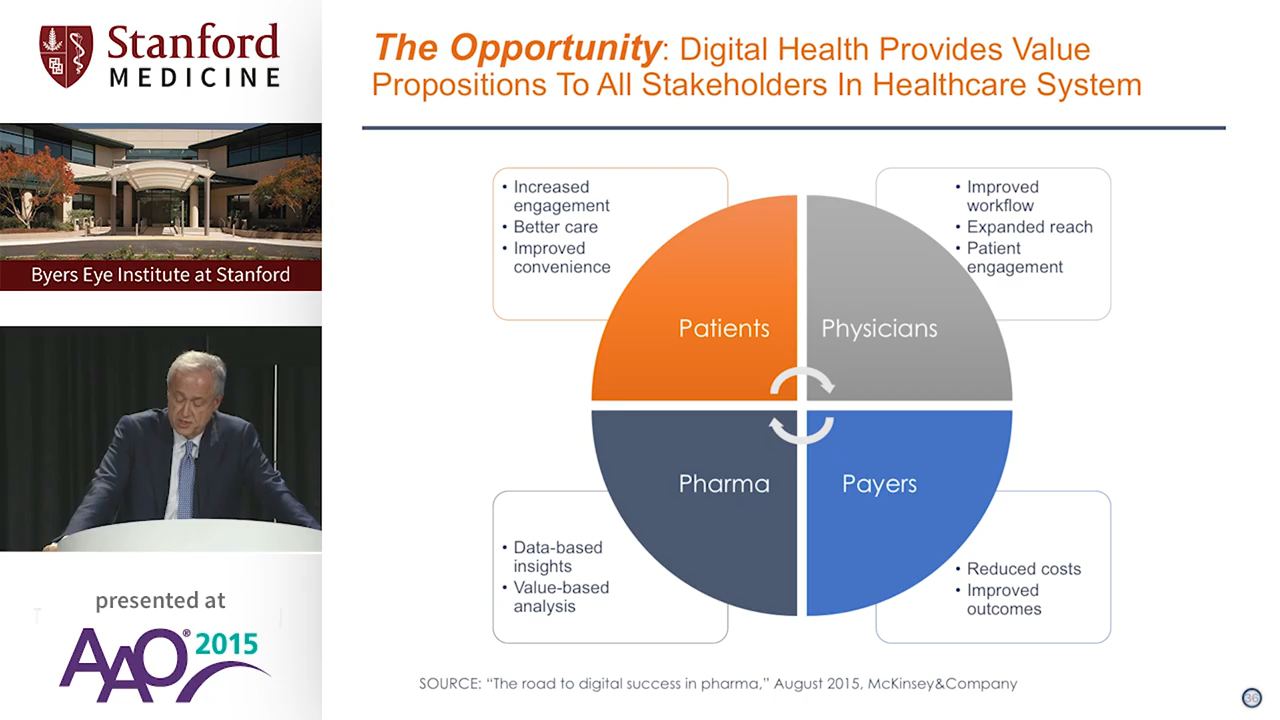 Stanford
MEDICINE
Byers Eye Institute at Stanford
presented at
AAO® 2015
The Opportunity: Digital Health Provides Value
Propositions To All Stakeholders In Healthcare System
• Increased
engagement
• Better care
• Improved
convenience
• Improved
workflow
• Expanded reach
• Patient
engagement
Patients
Physicians
Pharma
Payers
• Data-based
insights
• Value-based
analysis
• Reduced costs
• Improved
outcomes
SOURCE: “The road to digital success in pharma,” August 2015, McKinsey&Company
36